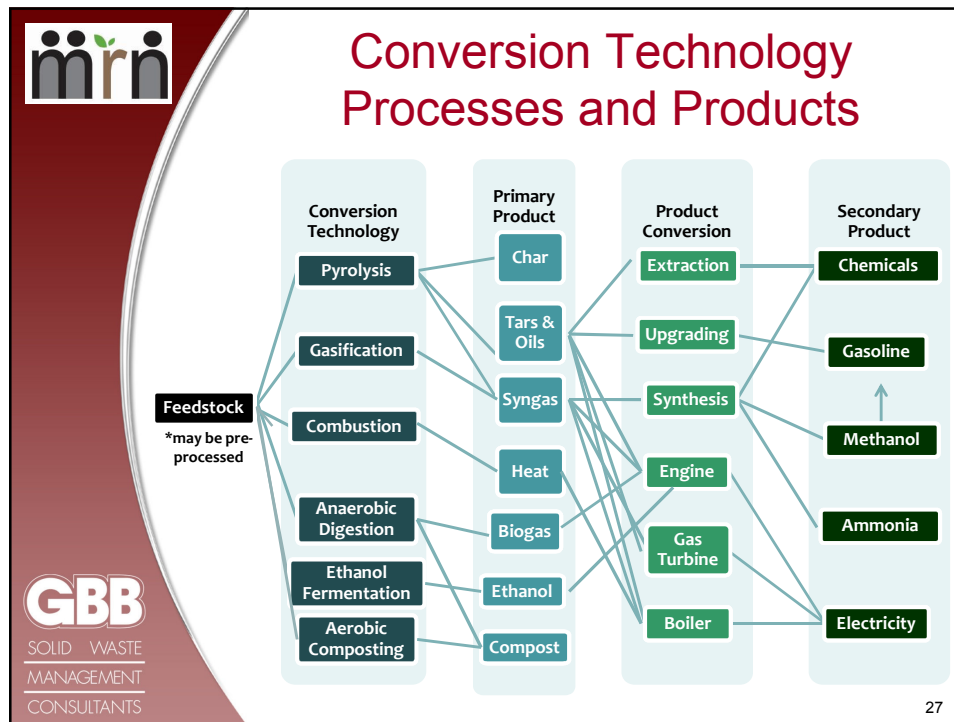 mrn
Conversion Technology
Processes and Products
Conversion
Technology
Pyrolysis
Gasification
Feedstock
*may be pre-
processed
Combustion
Anaerobic
Digestion
Ethanol
Fermentation
Aerobic
Composting
Primary
Product
Char
Tars &
Oils
Syngas
Heat
Biogas
Ethanol
Compost
Product
Conversion
Extraction
Upgrading
Synthesis
Engine
Gas
Turbine
Boiler
Secondary
Product
Chemicals
Gasoline
Methanol
Ammonia
Electricity
GBB
SOLID WASTE
MANAGEMENT
CONSULTANTS
27